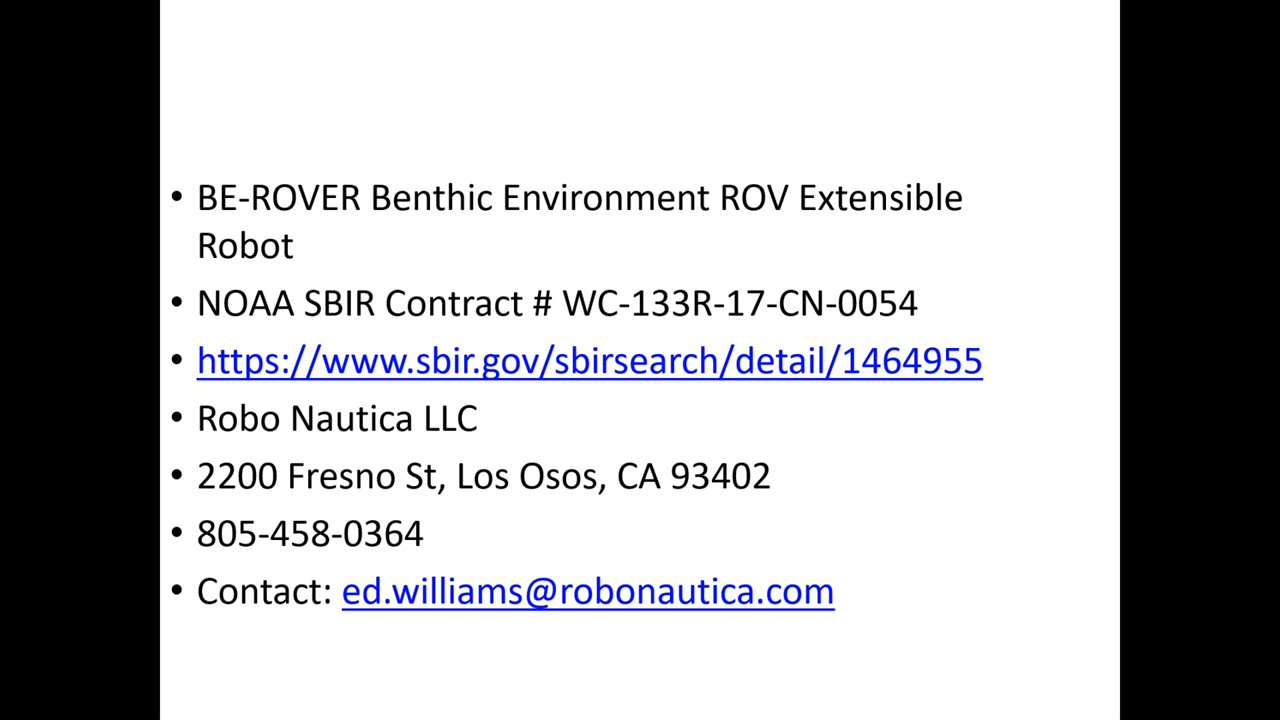 • BE-ROVER Benthic Environment ROV Extensible
Robot
• NOAA SBIR Contract # WC-133R-17-CN-0054
• https://www.sbir.gov/sbirsearch/detail/1464955
• Robo Nautica LLC
• 2200 Fresno St, Los Osos, CA 93402
• 805-458-0364
• Contact: ed.williams@robonautica.com